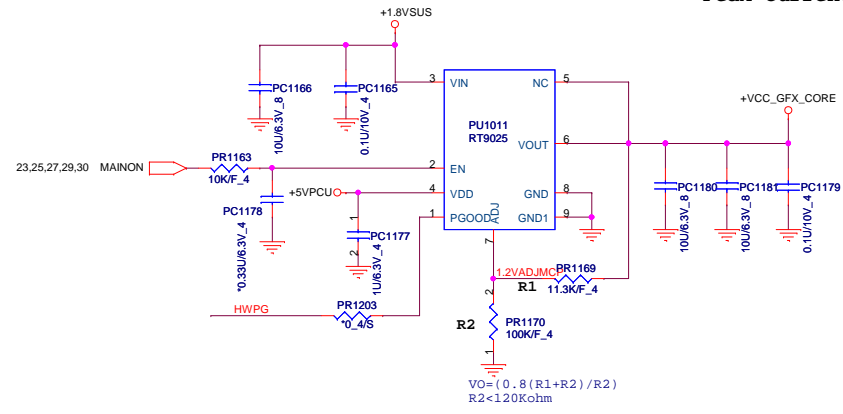 +1.8VSUS
PC1166
10U/6.3V_8
PC1165
0.1U/10V_4
3
VIN
NC
5
PU1011
RT9025
VOUT
6
+VCC_GFX_CORE
23,25,27,29,30
MAINON
PR1163
10K/F_4
2
EN
PC1178
*0.33U/6.3V_4
+5VPCU
4
VDD
GND
8
1
PGOOD
ADJ
GND1
9
7
1
PC1177
2
1U/6.3V_4
PC1180
10U/6.3V_8
PC1181
10U/6.3V_8
PC1179
0.1U/10V_4
1.2VADJMCP
PR1169
R1
11.3K/F_4
HWPG
PR1203
*0_4/S
R2
2
PR1170
100K/F_4
1
VO=(0.8(R1+R2)/R2)
R2<120Kohm